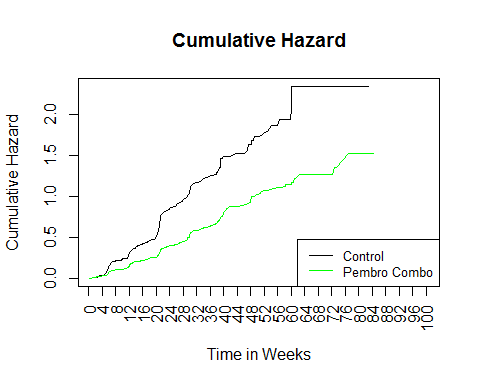 Cumulative Hazard
Cumulative Hazard
0.0 0.5 1.0 1.5 2.0
Control
Pembro Combo
0 4 8 12 16 20 24 28 32 36 40 44 48 52 56 60 64 68 72 76 80 84 88 92 96 100
Time in Weeks